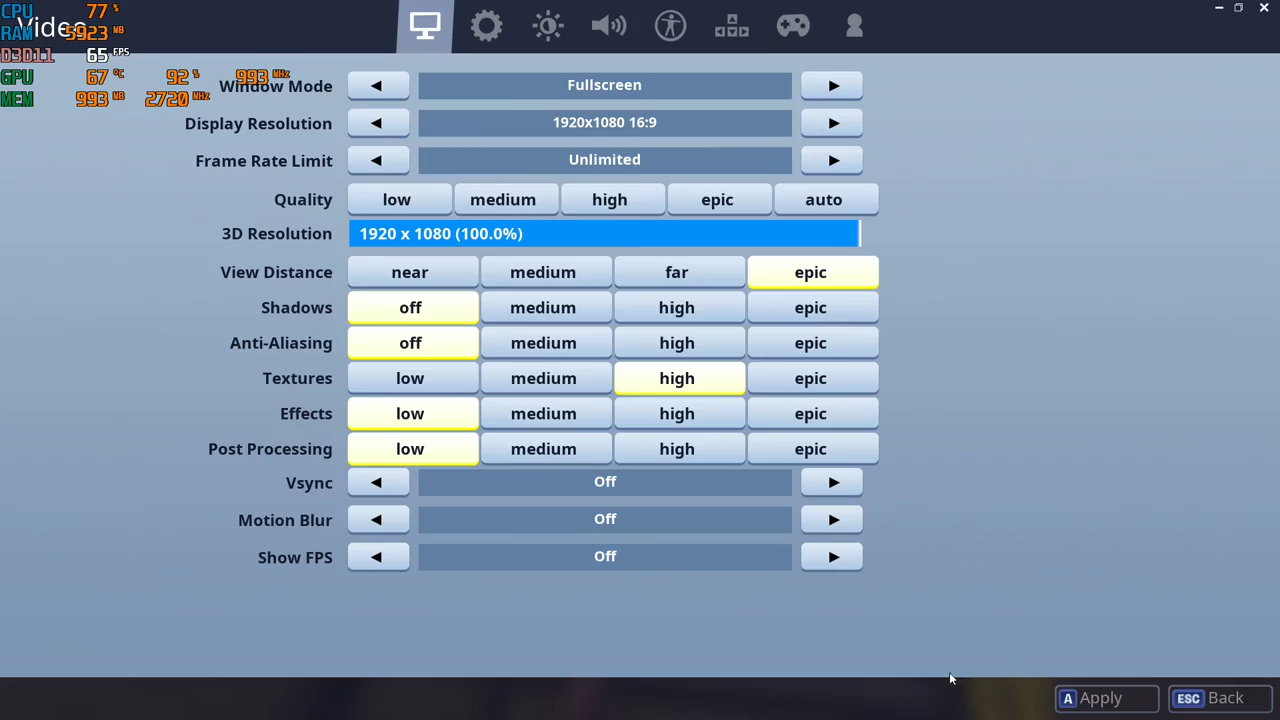 Video
CPU 77 %
RAM 5923 MB
D3D11 65 FPS
GPU 67 °C 92 % 993 MHz
MEM 993 MB 2720 MHz
Window Mode ◀ Fullscreen ▶
Display Resolution ◀ 1920x1080 16:9 ▶
Frame Rate Limit ◀ Unlimited ▶
Quality low medium high epic auto
3D Resolution 1920 x 1080 (100.0%)
View Distance near medium far epic
Shadows off medium high epic
Anti-Aliasing off medium high epic
Textures low medium high epic
Effects low medium high epic
Post Processing low medium high epic
Vsync ◀ Off ▶
Motion Blur ◀ Off ▶
Show FPS ◀ Off ▶
A Apply ESC Back